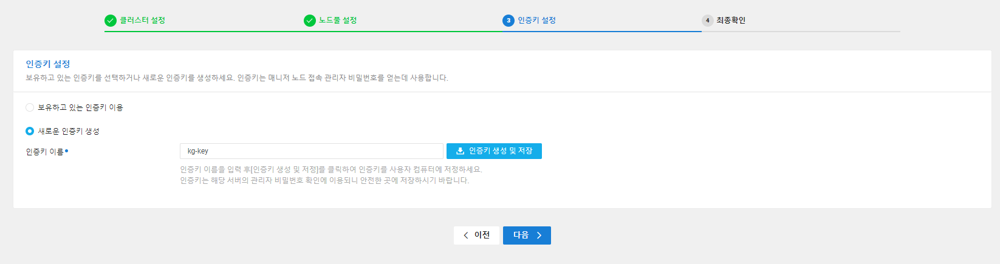 클러스터 설정 노드풀 설정 3 인증키 설정 4 최종확인
인증키 설정
보유하고 있는 인증키를 선택하거나 새로운 인증키를 생성하세요. 인증키는 매니저 노드 접속 관리자 비밀번호를 얻는데 사용합니다.
보유하고 있는 인증키 이용
새로운 인증키 생성
인증키 이름 kg-key 인증키 생성 및 저장
인증키 이름을 입력 후[인증키 생성 및 저정]를 클릭하여 인증키를 사용자 컴퓨터에 저정하세요.
인증키는 해당 서버의 관리자 비밀번호 확인에 이용되니 안전한 곳에 저장하시기 바랍니다.
이전 다음